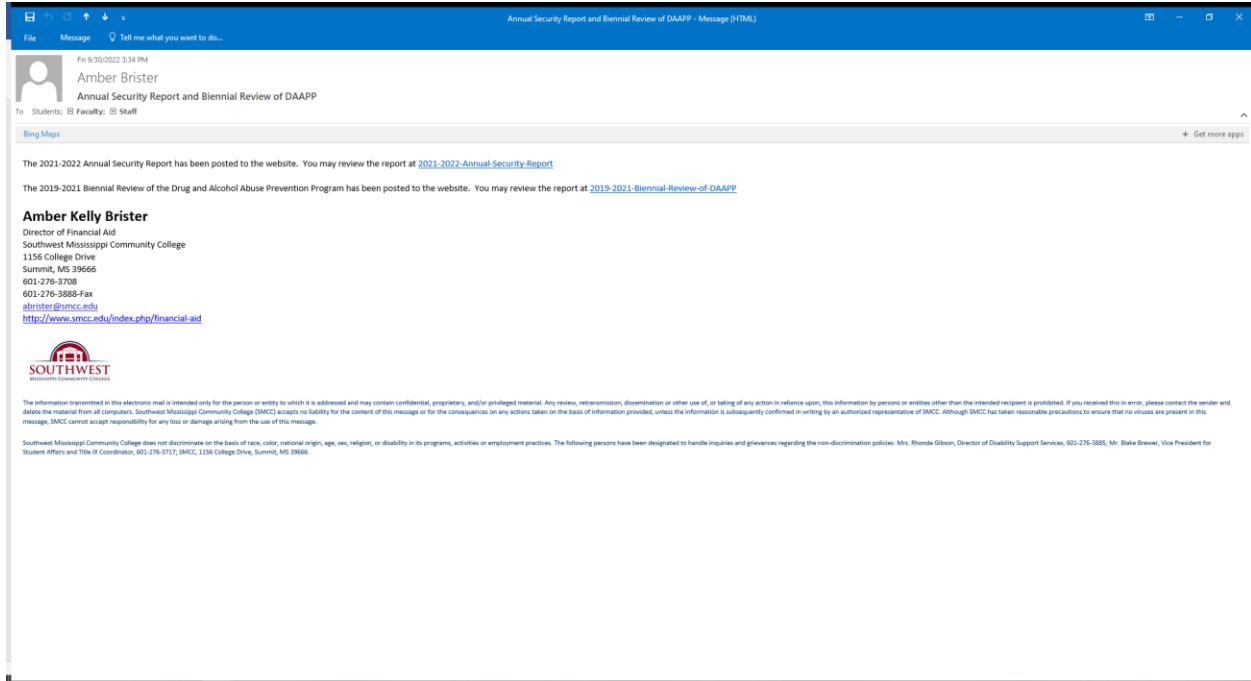 Annual Security Report and Biennial Review of DAAPP - Message (HTML)
File Message Tell me what you want to do...
Fri 9/30/2022 3:34 PM
Amber Brister
Annual Security Report and Biennial Review of DAAPP
To Students; Faculty; Staff
Bing Maps + Get more apps
The 2021-2022 Annual Security Report has been posted to the website. You may review the report at 2021-2022-Annual-Security-Report
The 2019-2021 Biennial Review of the Drug and Alcohol Abuse Prevention Program has been posted to the website. You may review the report at 2019-2021-Biennial-Review-of-DAAPP
Amber Kelly Brister
Director of Financial Aid
Southwest Mississippi Community College
1156 College Drive
Summit, MS 39666
601-276-3708
601-276-3888-Fax
abrister@smcc.edu
http://www.smcc.edu/index.php/financial-aid
SOUTHWEST
MISSISSIPPI COMMUNITY COLLEGE
The information transmitted in this electronic mail is intended only for the person or entity to which it is addressed and may contain confidential, proprietary, and/or privileged material. Any review, retransmission, dissemination or other use of, or taking of any action in reliance upon, this information by persons or entities other than the intended recipient is prohibited. If you received this in error, please contact the sender and
delete the material from all computers. Southwest Mississippi Community College (SMCC) accepts no liability for the content of this message or for the consequences on any actions taken on the basis of information provided, unless the information is subsequently confirmed in writing by an authorized representative of SMCC. Although SMCC has taken reasonable precautions to ensure that no viruses are present in this
message, SMCC cannot accept responsibility for any loss or damage arising from the use of this message.
Southwest Mississippi Community College does not discriminate on the basis of race, color, national origin, age, sex, religion, or disability in its programs, activities or employment practices. The following persons have been designated to handle inquiries and grievances regarding the non-discrimination policies: Mrs. Rhonda Gibson, Director of Disability Support Services, 601-276-3885; Mr. Blake Brewer, Vice President for
Student Affairs and Title IX Coordinator, 601-276-3717; SMCC, 1156 College Drive, Summit, MS 39666.